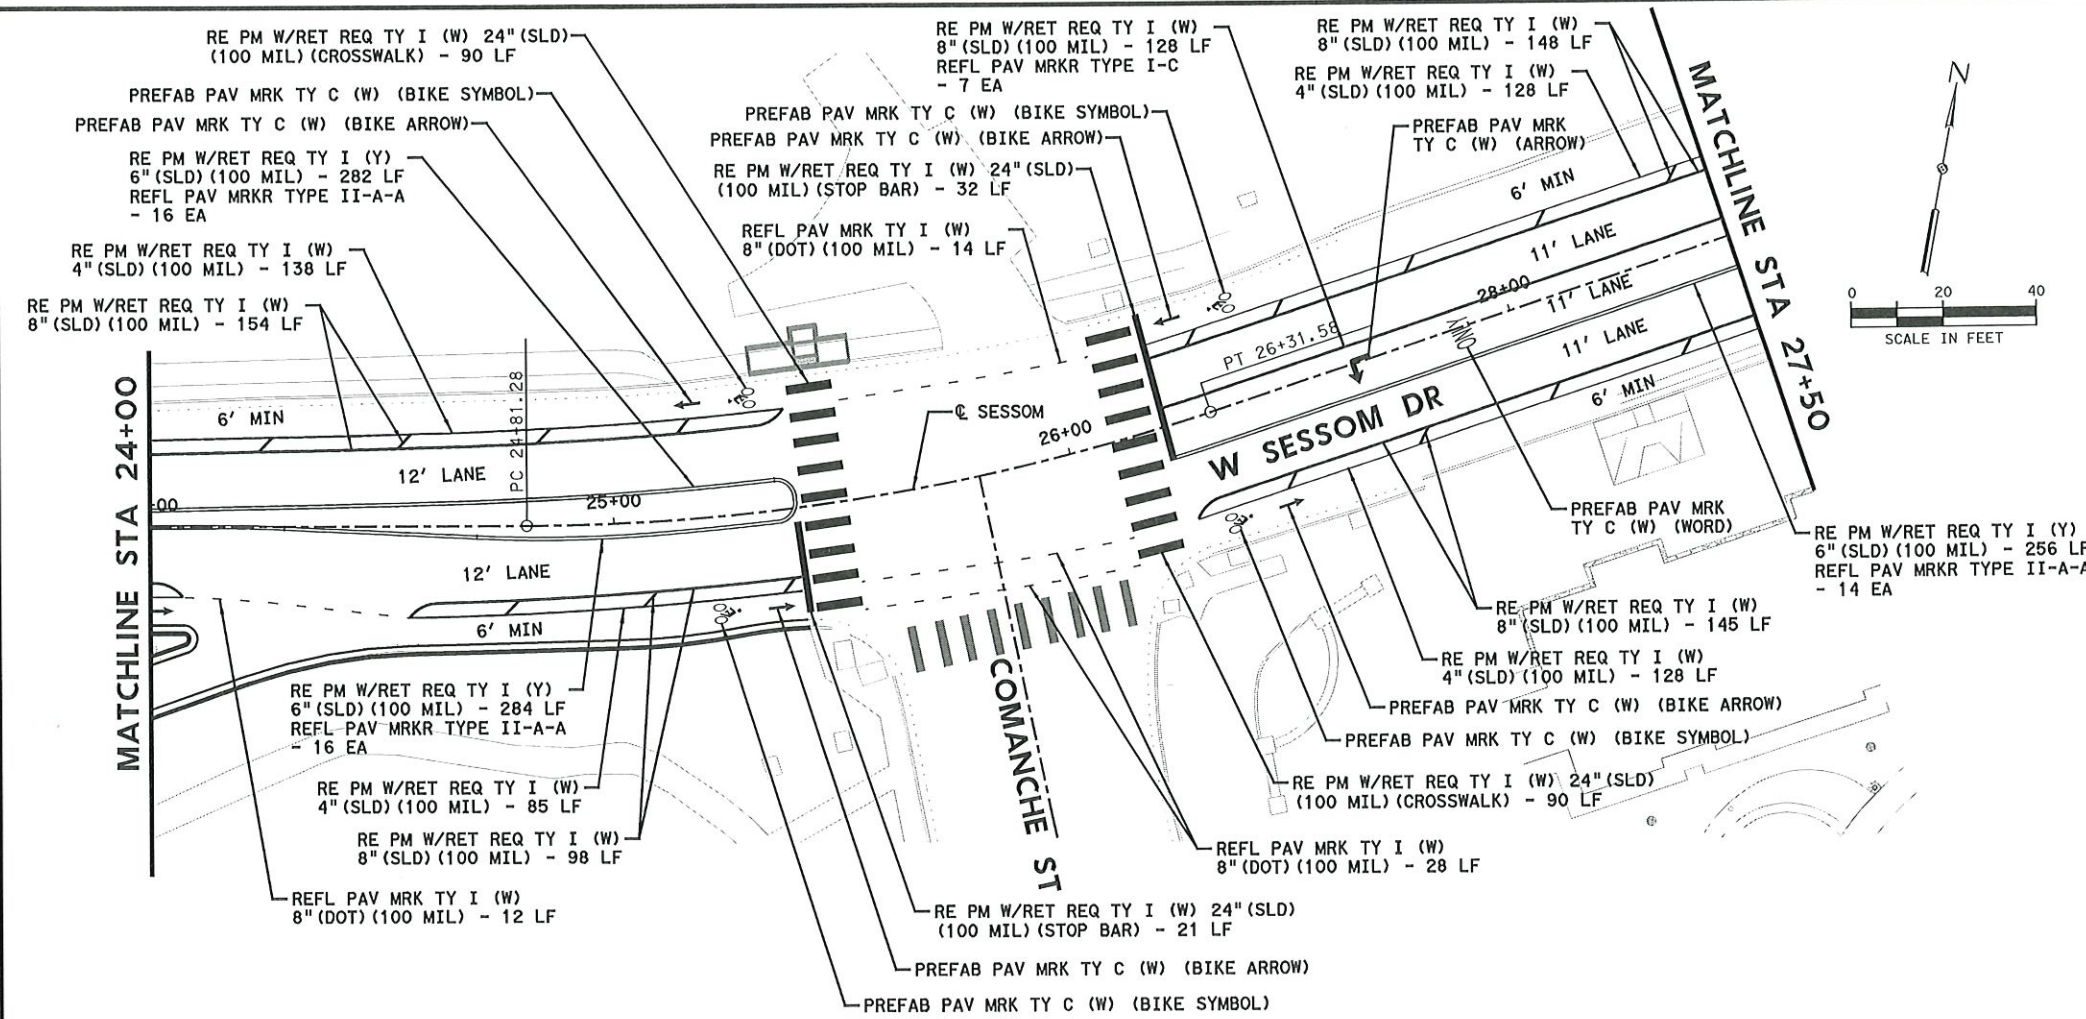 RE PM W/RET REQ TY I (W) 24"(SLD)
(100 MIL)(CROSSWALK) - 90 LF
PREFAB PAV MRK TY C (W) (BIKE SYMBOL)
PREFAB PAV MRK TY C (W) (BIKE ARROW)
RE PM W/RET REQ TY I (Y)
6"(SLD)(100 MIL) - 282 LF
REFL PAV MRKR TYPE II-A-A
- 16 EA
RE PM W/RET REQ TY I (W)
4"(SLD)(100 MIL) - 138 LF
RE PM W/RET REQ TY I (W)
8"(SLD)(100 MIL) - 154 LF
RE PM W/RET REQ TY I (W)
8"(SLD)(100 MIL) - 128 LF
REFL PAV MRKR TYPE I-C
- 7 EA
PREFAB PAV MRK TY C (W) (BIKE SYMBOL)
PREFAB PAV MRK TY C (W) (BIKE ARROW)
RE PM W/RET REQ TY I (W) 24"(SLD)
(100 MIL)(STOP BAR) - 32 LF
REFL PAV MRK TY I (W)
8"(DOT)(100 MIL) - 14 LF
RE PM W/RET REQ TY I (W)
8"(SLD)(100 MIL) - 148 LF
RE PM W/RET REQ TY I (W)
4"(SLD)(100 MIL) - 128 LF
PREFAB PAV MRK
TY C (W) (ARROW)
N
0 20 40
SCALE IN FEET
MATCHLINE STA 24+00
6' MIN
12' LANE
PC 24+81.28
-00
25+00
12' LANE
6' MIN
℄ SESSOM
26+00
PT 26+31.58
28+00
6' MIN
11' LANE
11' LANE
11' LANE
6' MIN
ONLY
W SESSOM DR
COMANCHE ST
MATCHLINE STA 27+50
PREFAB PAV MRK
TY C (W) (WORD)
RE PM W/RET REQ TY I (Y)
6"(SLD)(100 MIL) - 256 LF
REFL PAV MRKR TYPE II-A-A
- 14 EA
RE PM W/RET REQ TY I (W)
8"(SLD)(100 MIL) - 145 LF
RE PM W/RET REQ TY I (W)
4"(SLD)(100 MIL) - 128 LF
PREFAB PAV MRK TY C (W) (BIKE ARROW)
PREFAB PAV MRK TY C (W) (BIKE SYMBOL)
RE PM W/RET REQ TY I (W) 24"(SLD)
(100 MIL)(CROSSWALK) - 90 LF
REFL PAV MRK TY I (W)
8"(DOT)(100 MIL) - 28 LF
RE PM W/RET REQ TY I (Y)
6"(SLD)(100 MIL) - 284 LF
REFL PAV MRKR TYPE II-A-A
- 16 EA
RE PM W/RET REQ TY I (W)
4"(SLD)(100 MIL) - 85 LF
RE PM W/RET REQ TY I (W)
8"(SLD)(100 MIL) - 98 LF
REFL PAV MRK TY I (W)
8"(DOT)(100 MIL) - 12 LF
RE PM W/RET REQ TY I (W) 24"(SLD)
(100 MIL)(STOP BAR) - 21 LF
PREFAB PAV MRK TY C (W) (BIKE ARROW)
PREFAB PAV MRK TY C (W) (BIKE SYMBOL)